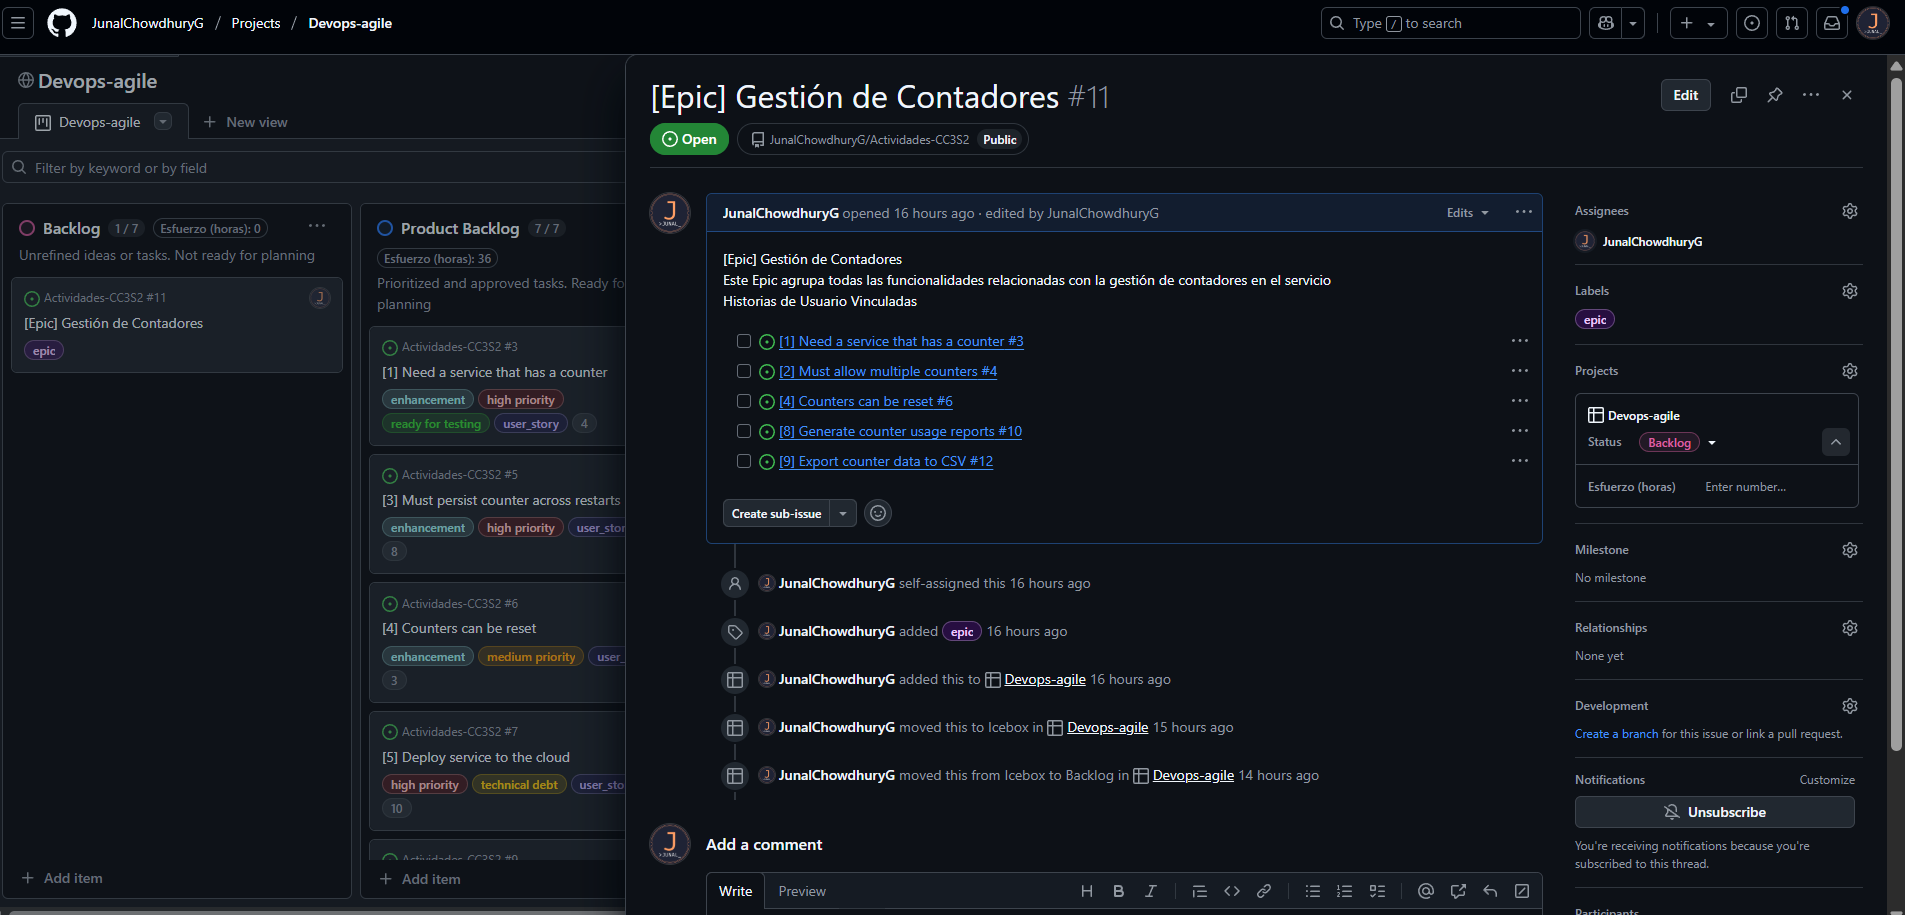 JunalChowdhuryG / Projects / Devops-agile
Type / to search
Devops-agile
Devops-agile
New view
Filter by keyword or by field
Backlog 1 / 7 Esfuerzo (horas): 0
Unrefined ideas or tasks. Not ready for planning
Actividades-CC3S2 #11
[Epic] Gestión de Contadores
epic
Add item
Product Backlog 7 / 7
Esfuerzo (horas): 36
Prioritized and approved tasks. Ready fo
planning
Actividades-CC3S2 #3
[1] Need a service that has a counter
enhancement high priority
ready for testing user_story 4
Actividades-CC3S2 #5
[3] Must persist counter across restarts
enhancement high priority user_stor
8
Actividades-CC3S2 #6
[4] Counters can be reset
enhancement medium priority user_
3
Actividades-CC3S2 #7
[5] Deploy service to the cloud
high priority technical debt user_sto
10
Actividades-CC3S2 #9
Add item
[Epic] Gestión de Contadores #11
Edit
Open
JunalChowdhuryG/Actividades-CC3S2 Public
JunalChowdhuryG opened 16 hours ago · edited by JunalChowdhuryG
Edits
[Epic] Gestión de Contadores
Este Epic agrupa todas las funcionalidades relacionadas con la gestión de contadores en el servicio
Historias de Usuario Vinculadas
[1] Need a service that has a counter #3
[2] Must allow multiple counters #4
[4] Counters can be reset #6
[8] Generate counter usage reports #10
[9] Export counter data to CSV #12
Create sub-issue
JunalChowdhuryG self-assigned this 16 hours ago
JunalChowdhuryG added epic 16 hours ago
JunalChowdhuryG added this to Devops-agile 16 hours ago
JunalChowdhuryG moved this to Icebox in Devops-agile 15 hours ago
JunalChowdhuryG moved this from Icebox to Backlog in Devops-agile 14 hours ago
Add a comment
Write
Preview
Assignees
JunalChowdhuryG
Labels
epic
Projects
Devops-agile
Status Backlog
Esfuerzo (horas) Enter number...
Milestone
No milestone
Relationships
None yet
Development
Create a branch for this issue or link a pull request.
Notifications Customize
Unsubscribe
You're receiving notifications because you're
subscribed to this thread.
Participants